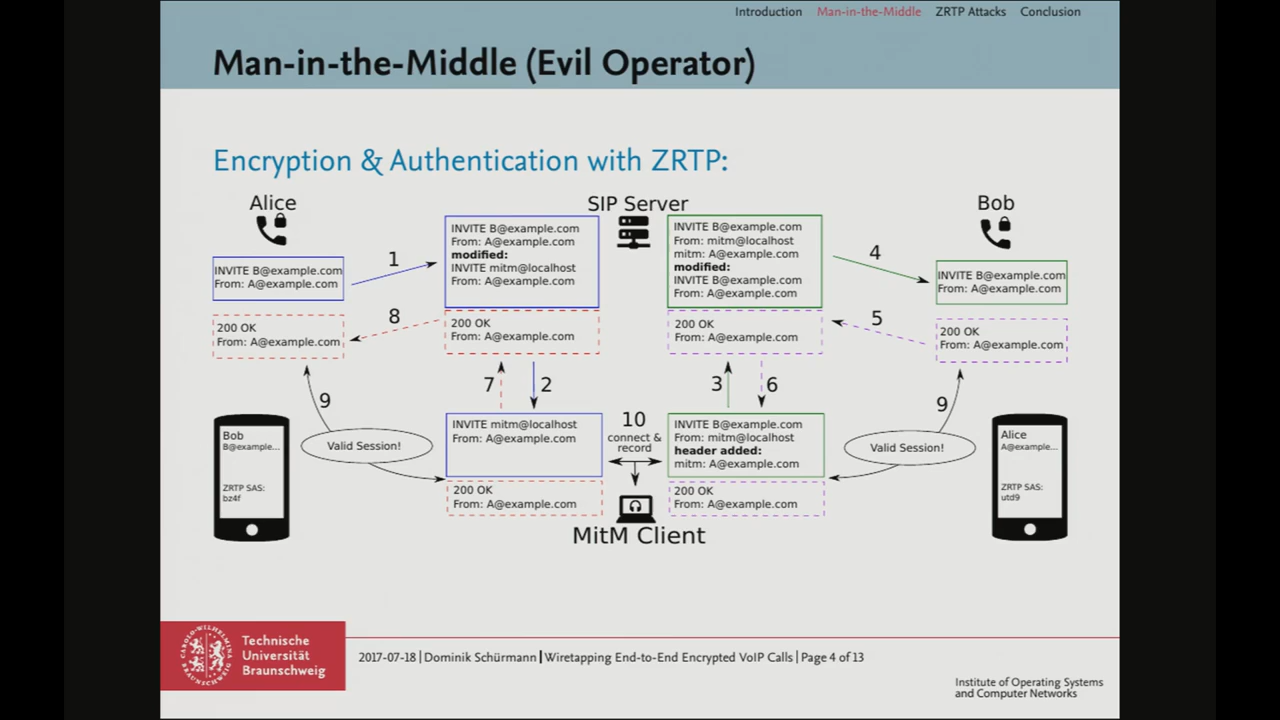 Introduction Man-in-the-Middle ZRTP Attacks Conclusion
Man-in-the-Middle (Evil Operator)
Encryption & Authentication with ZRTP:
Alice
SIP Server
Bob
INVITE B@example.com
From: A@example.com
1
INVITE B@example.com
From: A@example.com
modified:
INVITE mitm@localhost
From: A@example.com
INVITE B@example.com
From: mitm@localhost
mitm: A@example.com
modified:
INVITE B@example.com
From: A@example.com
4
INVITE B@example.com
From: A@example.com
200 OK
From: A@example.com
8
200 OK
From: A@example.com
200 OK
From: A@example.com
5
200 OK
From: A@example.com
7
2
3
6
9
9
Bob
B@example...
ZRTP SAS:
bz4f
Valid Session!
INVITE mitm@localhost
From: A@example.com
10
connect &
record
INVITE B@example.com
From: mitm@localhost
header added:
mitm: A@example.com
Valid Session!
Alice
A@example...
ZRTP SAS:
utd9
200 OK
From: A@example.com
200 OK
From: A@example.com
MitM Client
CAROLO-WILHELMINA
BRAUNSCHWEIG
Technische
Universität
Braunschweig
2017-07-18 | Dominik Schürmann | Wiretapping End-to-End Encrypted VoIP Calls | Page 4 of 13
Institute of Operating Systems
and Computer Networks